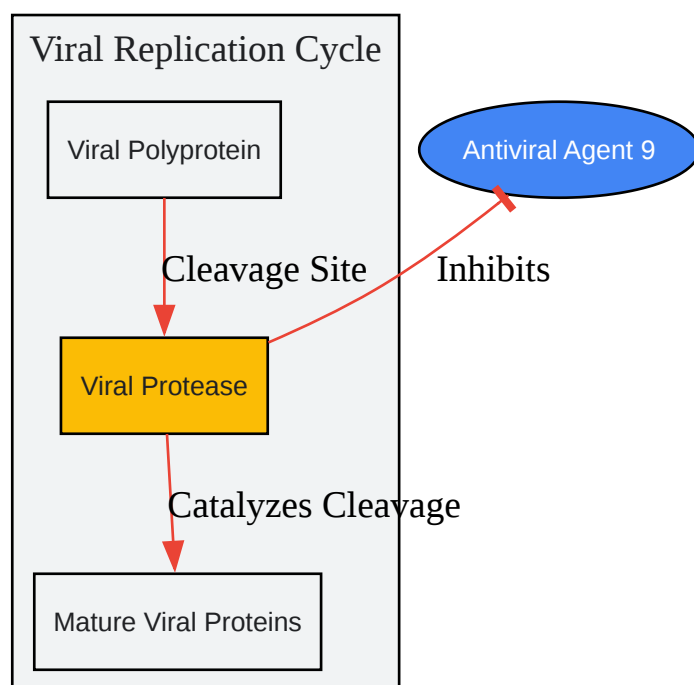 Viral Replication Cycle
Viral Polyprotein
Antiviral Agent 9
Cleavage Site
Inhibits
Viral Protease
Catalyzes Cleavage
Mature Viral Proteins